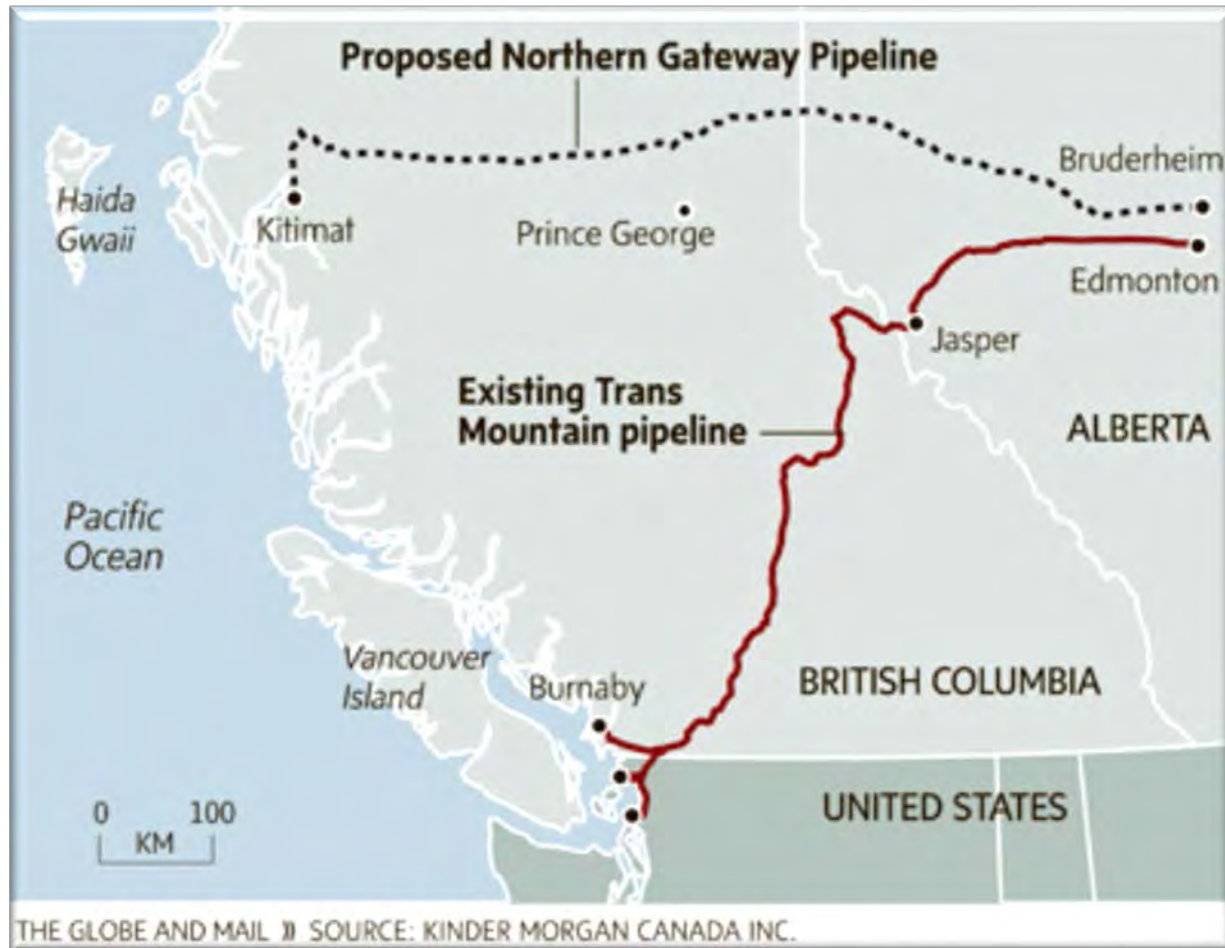 Proposed Northern Gateway Pipeline
Bruderheim
Haida
Gwaii
Kitimat
Prince George
Edmonton
Jasper
Existing Trans
Mountain pipeline
ALBERTA
Pacific
Ocean
Vancouver
Island
Burnaby
BRITISH COLUMBIA
UNITED STATES
0 100
KM
THE GLOBE AND MAIL » SOURCE: KINDER MORGAN CANADA INC.